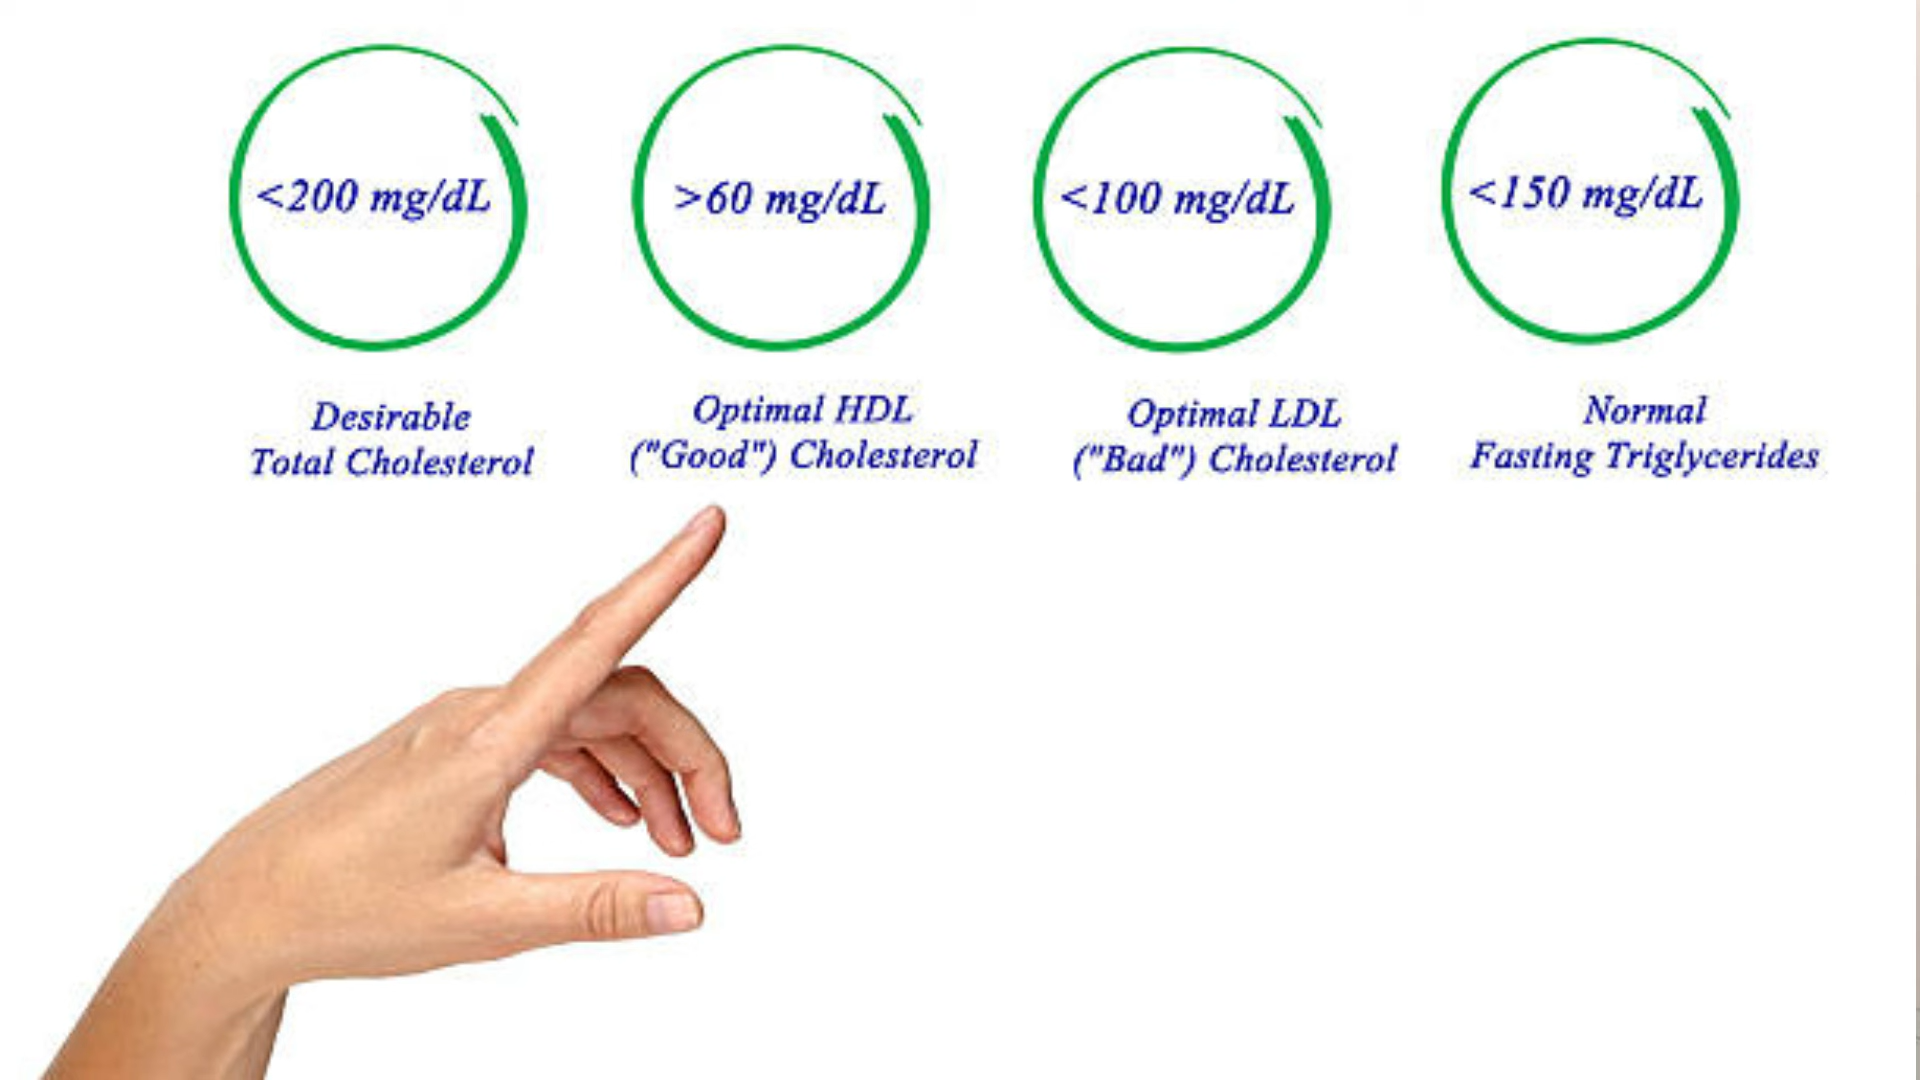 <200 mg/dL
>60 mg/dL
<100 mg/dL
<150 mg/dL
Desirable
Total Cholesterol
Optimal HDL
("Good") Cholesterol
Optimal LDL
("Bad") Cholesterol
Normal
Fasting Triglycerides